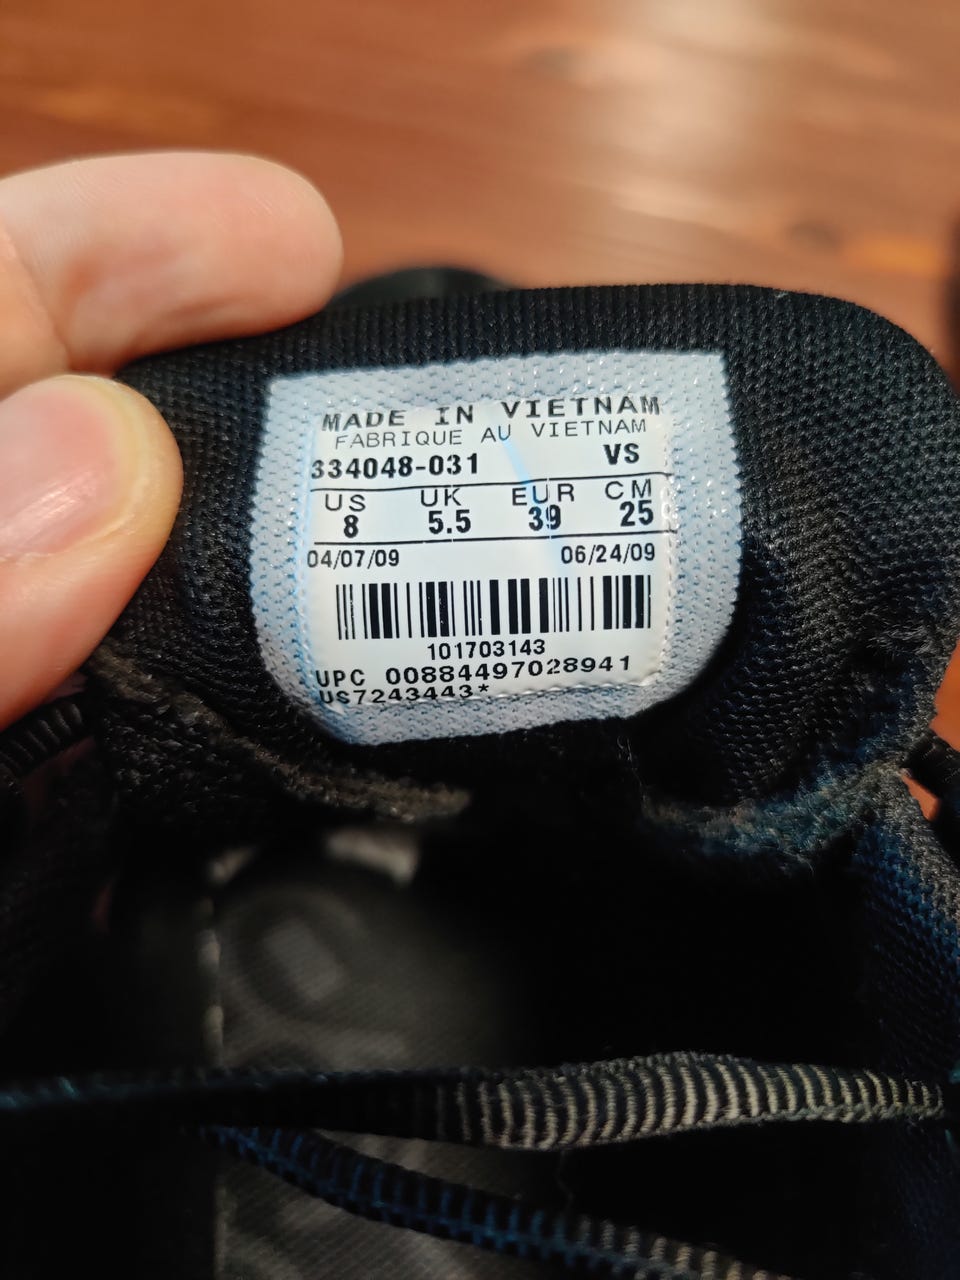 MADE IN VIETNAM
FABRIQUE AU VIETNAM
334048-031 VS
US UK EUR CM
8 5.5 39 25
04/07/09 06/24/09
101703143
UPC 00884497028941
US7243443*